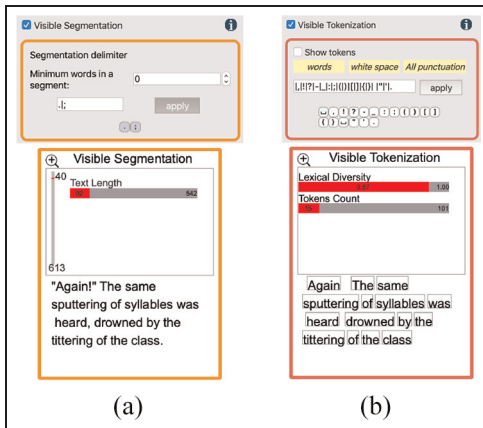 Visible Segmentation
Segmentation delimiter
Minimum words in a
segment:
0
.|;
apply
. ;
Visible Segmentation
40
Text Length
542
613
"Again!" The same
sputtering of syllables was
heard, drowned by the
tittering of the class.
(a)
Visible Tokenization
Show tokens
words white space All punctuation
apply
Visible Tokenization
Lexical Diversity
1.00
Tokens Count
101
Again The same
sputtering of syllables was
heard drowned by the
tittering of the class
(b)